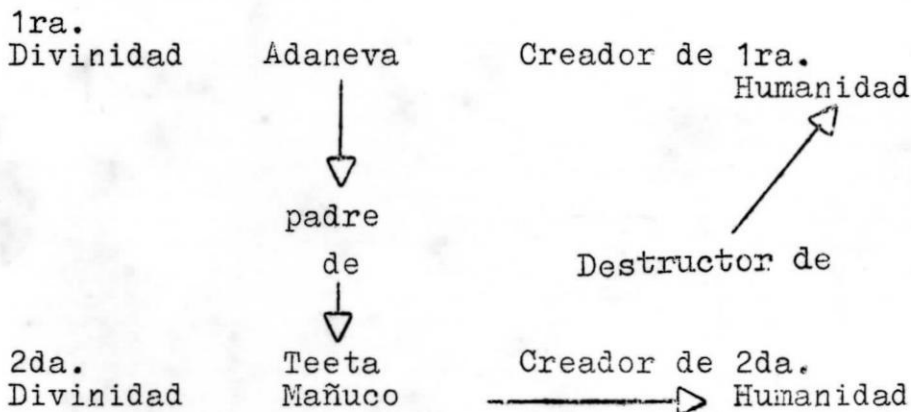 1ra.
Divinidad Adaneva Creador de 1ra.
Humanidad
padre
de Destructor de
2da. Teeta Creador de 2da.
Divinidad Mañuco Humanidad